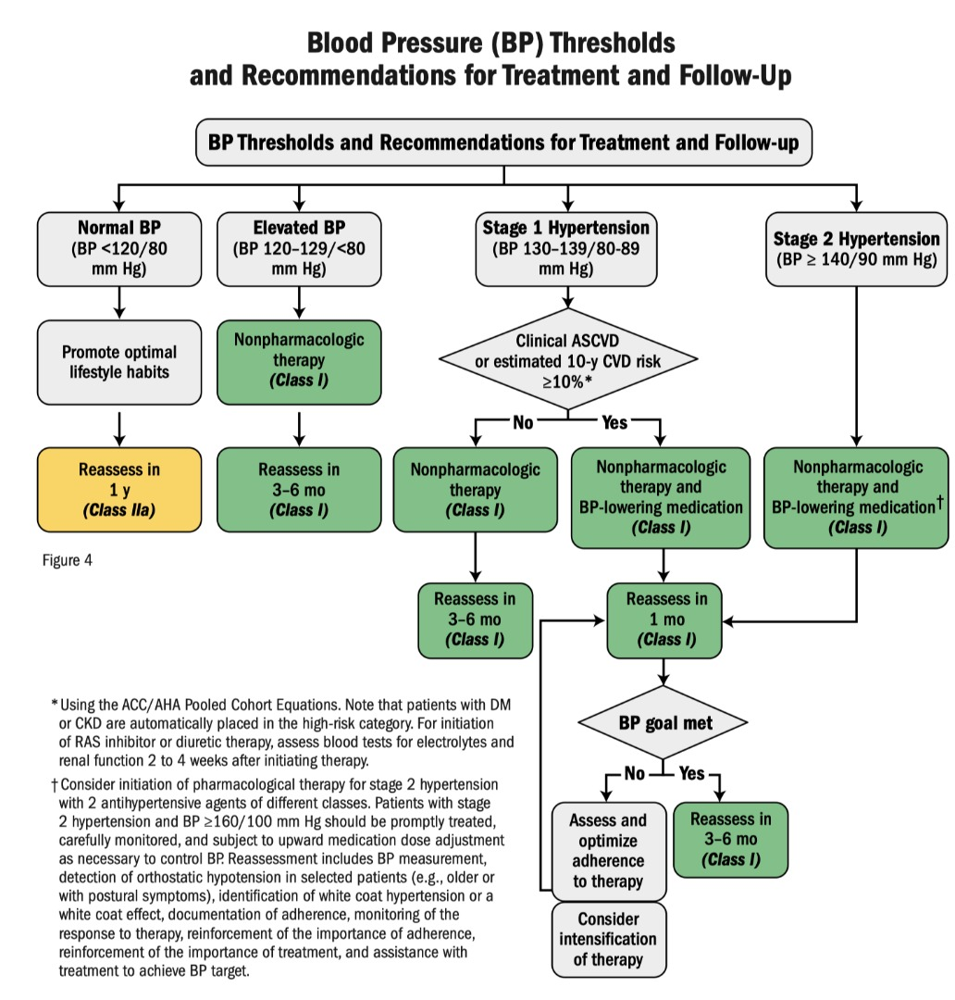 Blood Pressure (BP) Thresholds
and Recommendations for Treatment and Follow-Up
BP Thresholds and Recommendations for Treatment and Follow-up
Normal BP
(BP <120/80
mm Hg)
Elevated BP
(BP 120–129/<80
mm Hg)
Stage 1 Hypertension
(BP 130–139/80-89
mm Hg)
Stage 2 Hypertension
(BP ≥ 140/90 mm Hg)
Promote optimal
lifestyle habits
Nonpharmacologic
therapy
(Class I)
Clinical ASCVD
or estimated 10-y CVD risk
≥10%*
No
Yes
Reassess in
1 y
(Class IIa)
Reassess in
3–6 mo
(Class I)
Nonpharmacologic
therapy
(Class I)
Nonpharmacologic
therapy and
BP-lowering medication
(Class I)
Nonpharmacologic
therapy and
BP-lowering medication†
(Class I)
Figure 4
Reassess in
3–6 mo
(Class I)
Reassess in
1 mo
(Class I)
BP goal met
No
Yes
Assess and
optimize
adherence
to therapy
Reassess in
3–6 mo
(Class I)
Consider
intensification
of therapy
*Using the ACC/AHA Pooled Cohort Equations. Note that patients with DM
or CKD are automatically placed in the high-risk category. For initiation
of RAS inhibitor or diuretic therapy, assess blood tests for electrolytes and
renal function 2 to 4 weeks after initiating therapy.
†Consider initiation of pharmacological therapy for stage 2 hypertension
with 2 antihypertensive agents of different classes. Patients with stage
2 hypertension and BP ≥160/100 mm Hg should be promptly treated,
carefully monitored, and subject to upward medication dose adjustment
as necessary to control BP. Reassessment includes BP measurement,
detection of orthostatic hypotension in selected patients (e.g., older or
with postural symptoms), identification of white coat hypertension or a
white coat effect, documentation of adherence, monitoring of the
response to therapy, reinforcement of the importance of adherence,
reinforcement of the importance of treatment, and assistance with
treatment to achieve BP target.